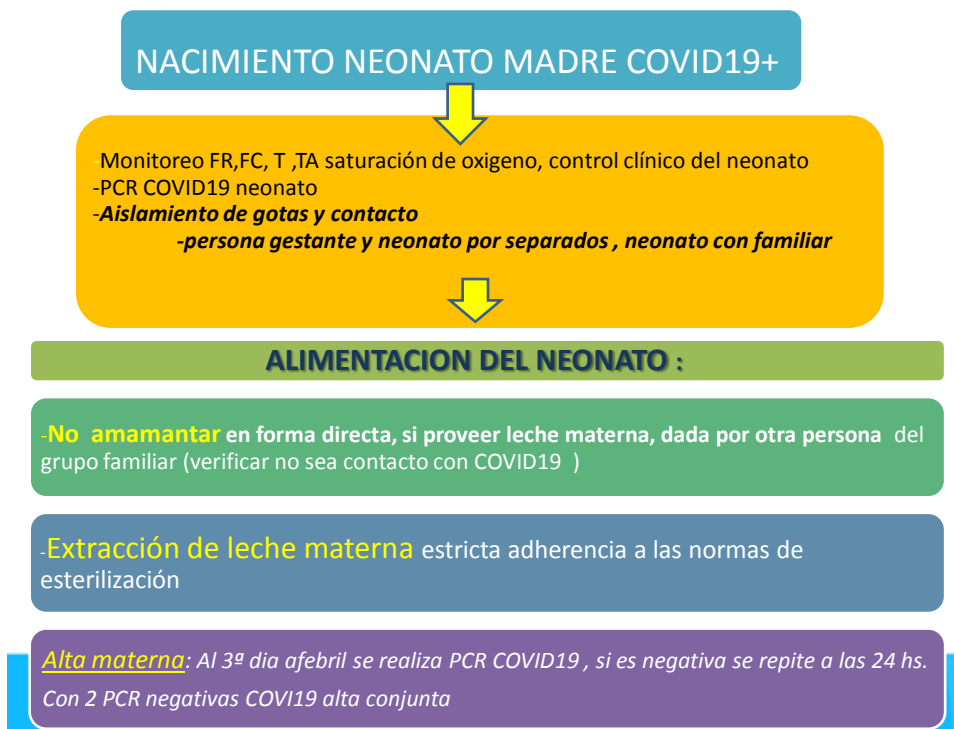 NACIMIENTO NEONATO MADRE COVID19+
-Monitoreo FR,FC, T ,TA saturación de oxigeno, control clínico del neonato
-PCR COVID19 neonato
-Aislamiento de gotas y contacto
-persona gestante y neonato por separados , neonato con familiar
ALIMENTACION DEL NEONATO :
-No amamantar en forma directa, si proveer leche materna, dada por otra persona del
grupo familiar (verificar no sea contacto con COVID19 )
-Extracción de leche materna estricta adherencia a las normas de
esterilización
Alta materna: Al 3ª dia afebril se realiza PCR COVID19 , si es negativa se repite a las 24 hs.
Con 2 PCR negativas COVI19 alta conjunta